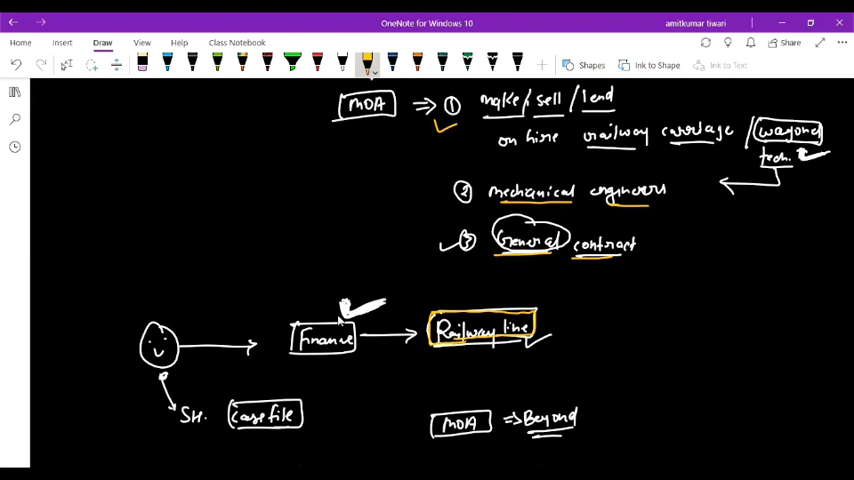 OneNote for Windows 10
amitkumar tiwari
Home Insert Draw View Help Class Notebook
Share
Shapes Ink to Shape Ink to Text
MOA ⇒ ① make / sell / lend
on hire railway carriage / wagons
tech.
② mechanical engineers
③ General contract
Finance → Railway line
SH. Case file
MOA ⇒ Beyond